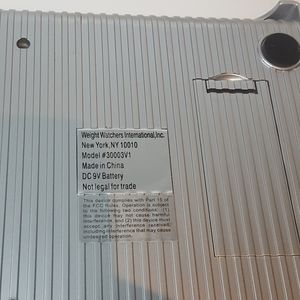 Weight Watchers International,Inc.
New York, NY 10010
Model #30003V1
Made in China
DC 9V Battery
Not legal for trade
This device complies with Part 15 of
the FCC Rules. Operation is subject to
the following two conditions: (1)
this device may not cause harmful
interference, and (2) this device must
accept any interference received,
including interference that may cause
undesired operation.